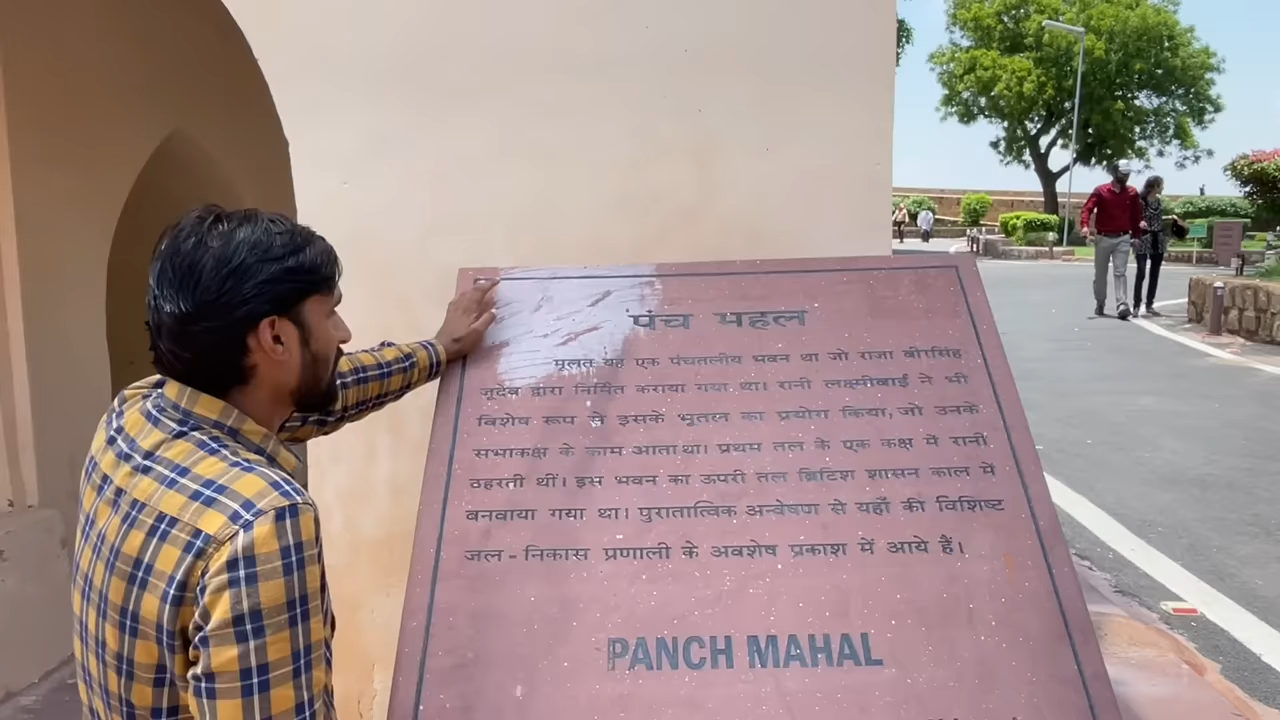 पंच महल
मूलतः यह एक पंचतलीय भवन था जो राजा बीरसिंह
जूदेव द्वारा निर्मित कराया गया था। रानी लक्ष्मीबाई ने भी
विशेष रूप से इसके भूतल का प्रयोग किया, जो उनके
सभाकक्ष के काम आता था। प्रथम तल के एक कक्ष में रानी
ठहरती थीं। इस भवन का ऊपरी तल ब्रिटिश शासन काल में
बनवाया गया था। पुरातात्विक अन्वेषण से यहाँ की विशिष्ट
जल - निकास प्रणाली के अवशेष प्रकाश में आये हैं।
PANCH MAHAL